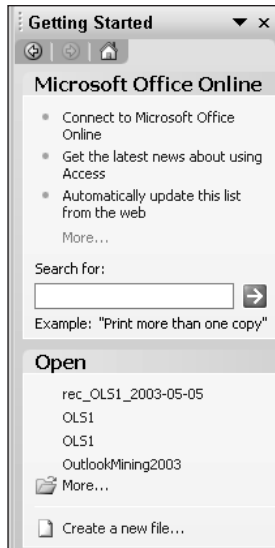 Getting Started
Microsoft Office Online
Connect to Microsoft Office
Online
Get the latest news about using
Access
Automatically update this list
from the web
More...
Search for:
Example: "Print more than one copy"
Open
rec_OLS1_2003-05-05
OLS1
OLS1
OutlookMining2003
More...
Create a new file...